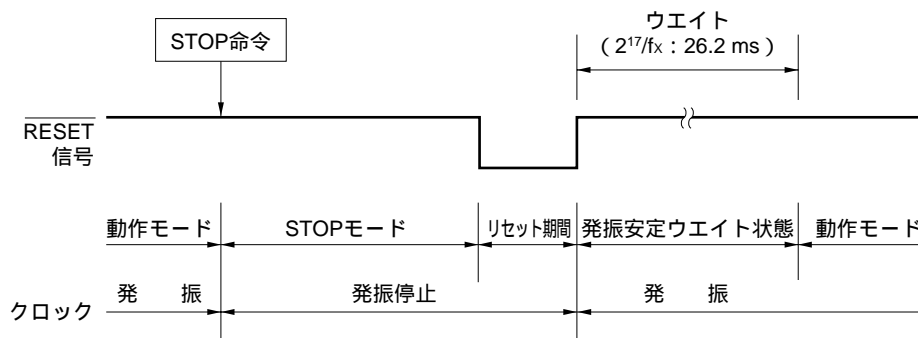 ウエイト
STOP命令
（2¹⁷/fx：26.2 ms）
RESET
信号
動作モード STOPモード リセット期間 発振安定ウエイト状態 動作モード
発　振 発振停止 発　振
クロック